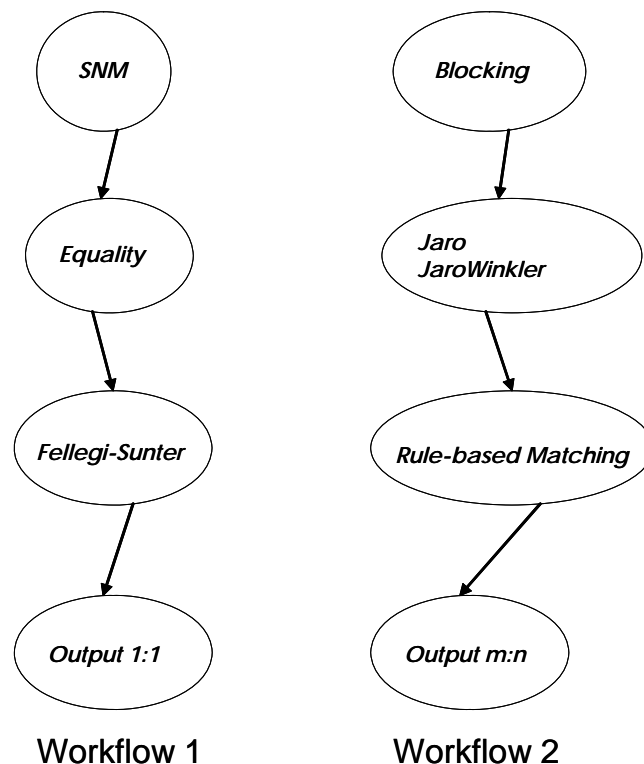 SNM
Equality
Fellegi-Sunter
Output 1:1
Workflow 1
Blocking
Jaro
JaroWinkler
Rule-based Matching
Output m:n
Workflow 2